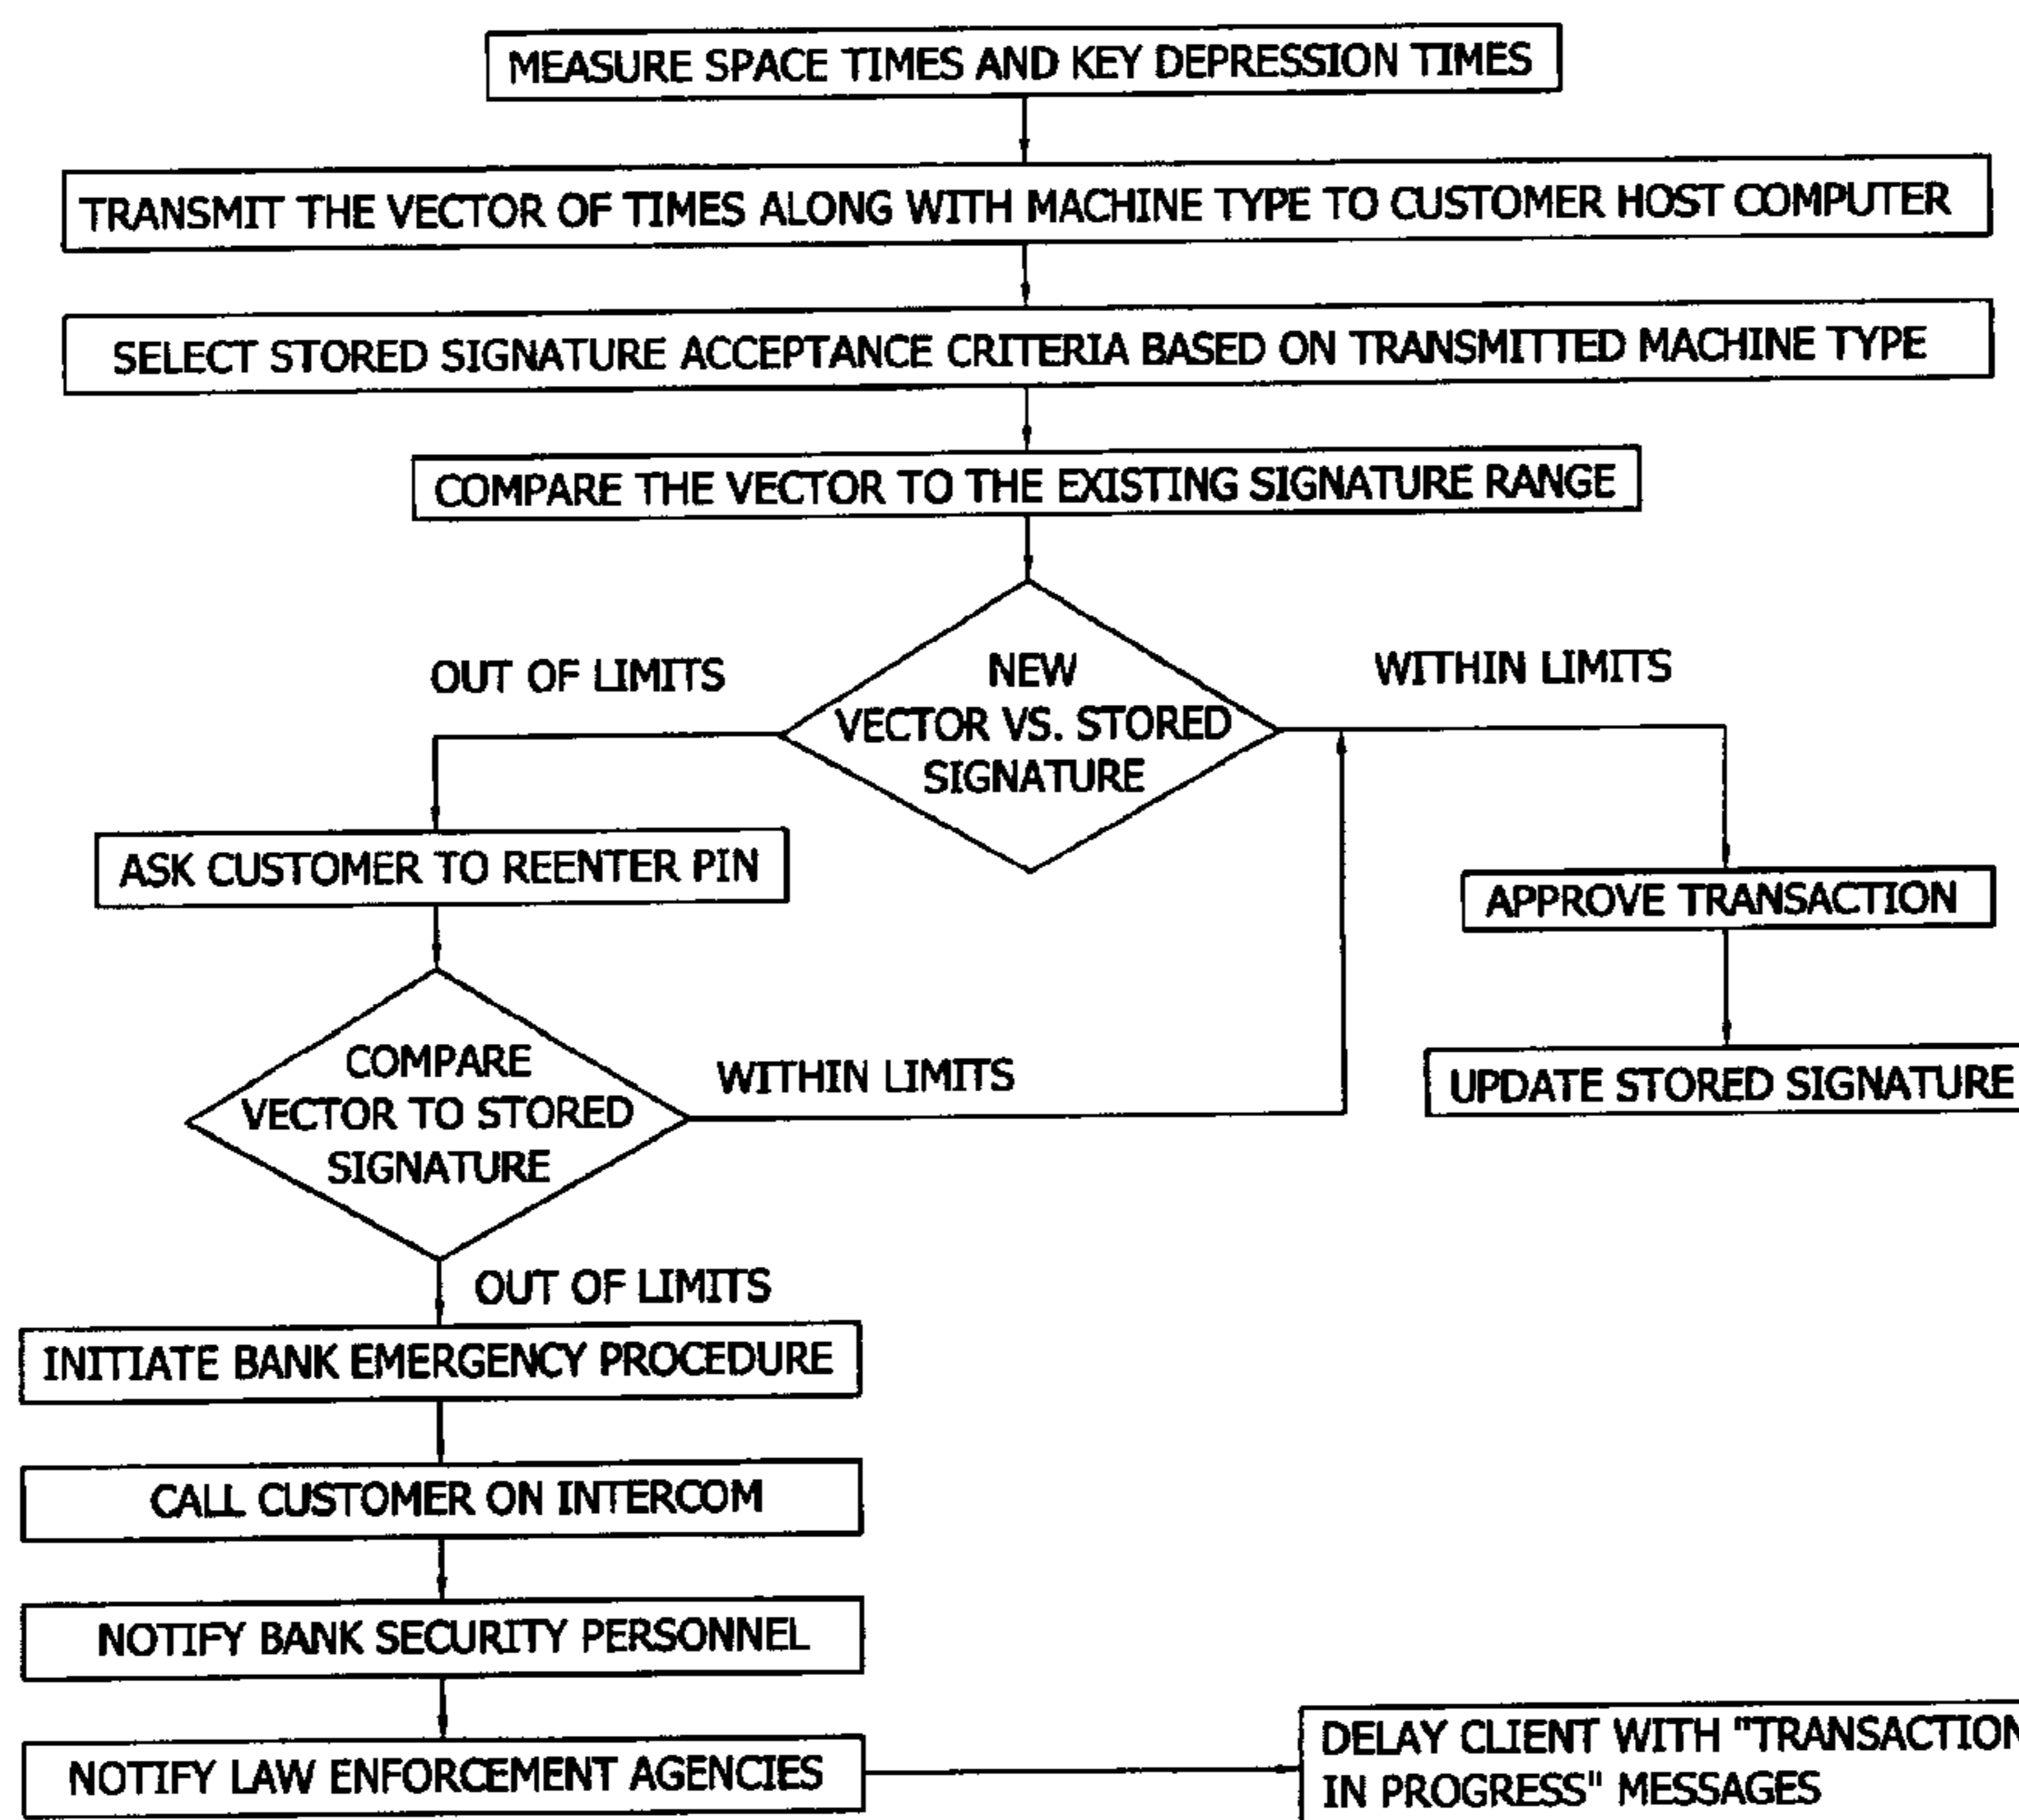 MEASURE SPACE TIMES AND KEY DEPRESSION TIMES
TRANSMIT THE VECTOR OF TIMES ALONG WITH MACHINE TYPE TO CUSTOMER HOST COMPUTER
SELECT STORED SIGNATURE ACCEPTANCE CRITERIA BASED ON TRANSMITTED MACHINE TYPE
COMPARE THE VECTOR TO THE EXISTING SIGNATURE RANGE
OUT OF LIMITS
NEW
VECTOR VS. STORED
SIGNATURE
WITHIN LIMITS
ASK CUSTOMER TO REENTER PIN
APPROVE TRANSACTION
COMPARE
VECTOR TO STORED
SIGNATURE
WITHIN LIMITS
UPDATE STORED SIGNATURE
OUT OF LIMITS
INITIATE BANK EMERGENCY PROCEDURE
CALL CUSTOMER ON INTERCOM
NOTIFY BANK SECURITY PERSONNEL
NOTIFY LAW ENFORCEMENT AGENCIES
DELAY CLIENT WITH "TRANSACTION
IN PROGRESS" MESSAGES